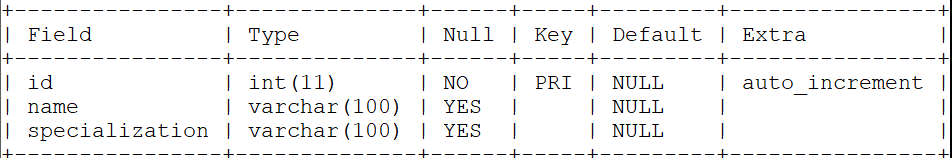 +----------------+--------------+------+-----+---------+----------------+
| Field          | Type         | Null | Key | Default | Extra          |
+----------------+--------------+------+-----+---------+----------------+
| id             | int(11)      | NO   | PRI | NULL    | auto_increment |
| name           | varchar(100) | YES  |     | NULL    |                |
| specialization | varchar(100) | YES  |     | NULL    |                |
+----------------+--------------+------+-----+---------+----------------+